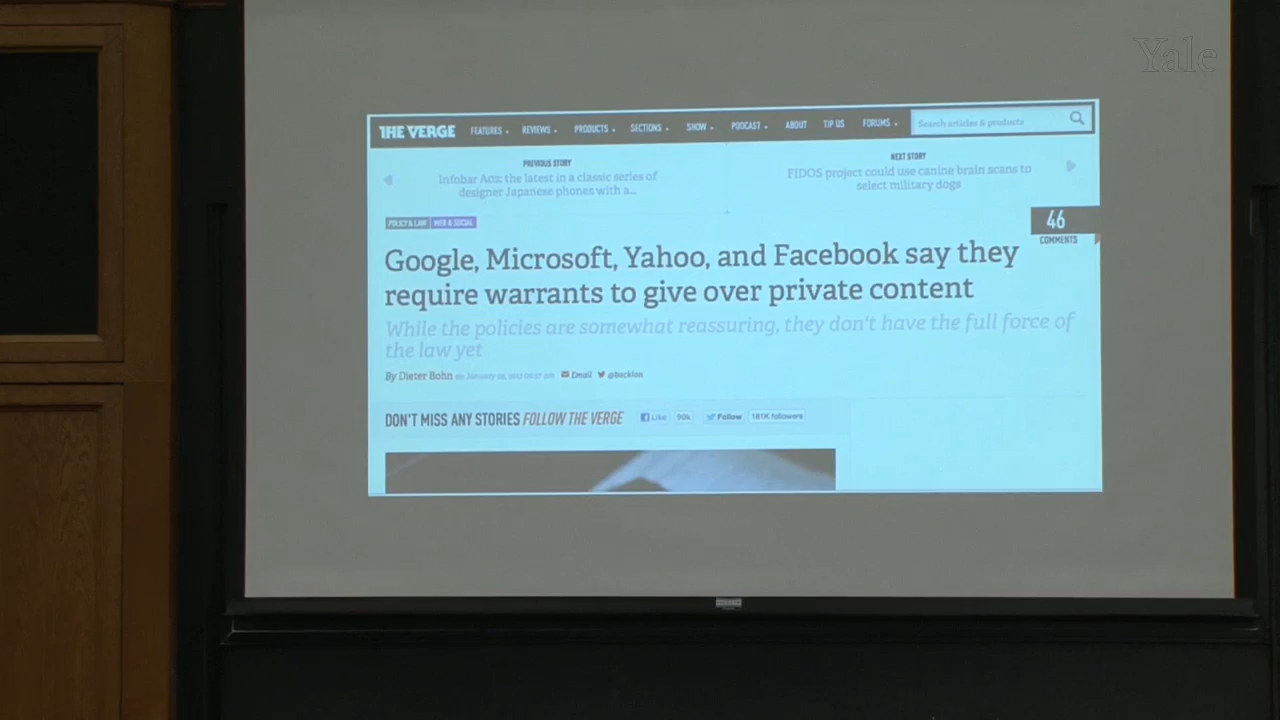 Yale
THE VERGE FEATURES REVIEWS PRODUCTS SECTIONS SHOW PODCAST ABOUT TIP US FORUMS Search articles & products
PREVIOUS STORY
Infobar A02: the latest in a classic series of
designer Japanese phones with a...
NEXT STORY
FIDOS project could use canine brain scans to
select military dogs
POLICY & LAW WEB & SOCIAL
46
COMMENTS
Google, Microsoft, Yahoo, and Facebook say they
require warrants to give over private content
While the policies are somewhat reassuring, they don't have the full force of
the law yet
By Dieter Bohn on January Email @backlon
DON'T MISS ANY STORIES FOLLOW THE VERGE Like 90k Follow 181K followers